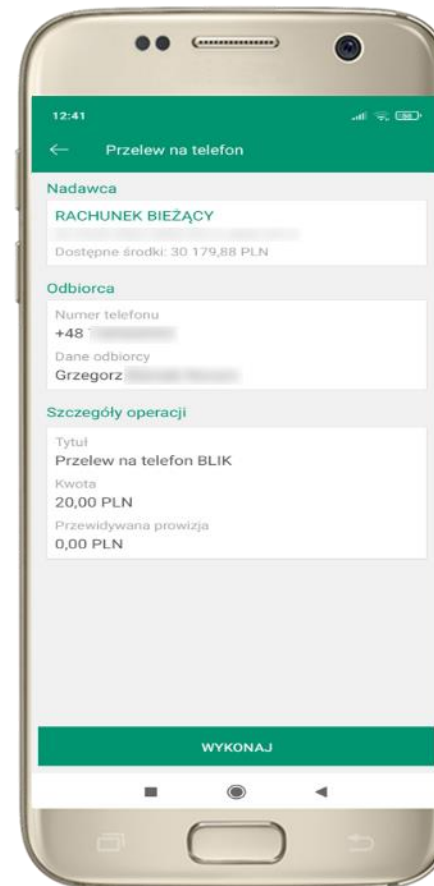 12:41
Przelew na telefon
Nadawca
RACHUNEK BIEŻĄCY
Dostępne środki: 30 179,88 PLN
Odbiorca
Numer telefonu
+48
Dane odbiorcy
Grzegorz
Szczegóły operacji
Tytuł
Przelew na telefon BLIK
Kwota
20,00 PLN
Przewidywana prowizja
0,00 PLN
WYKONAJ